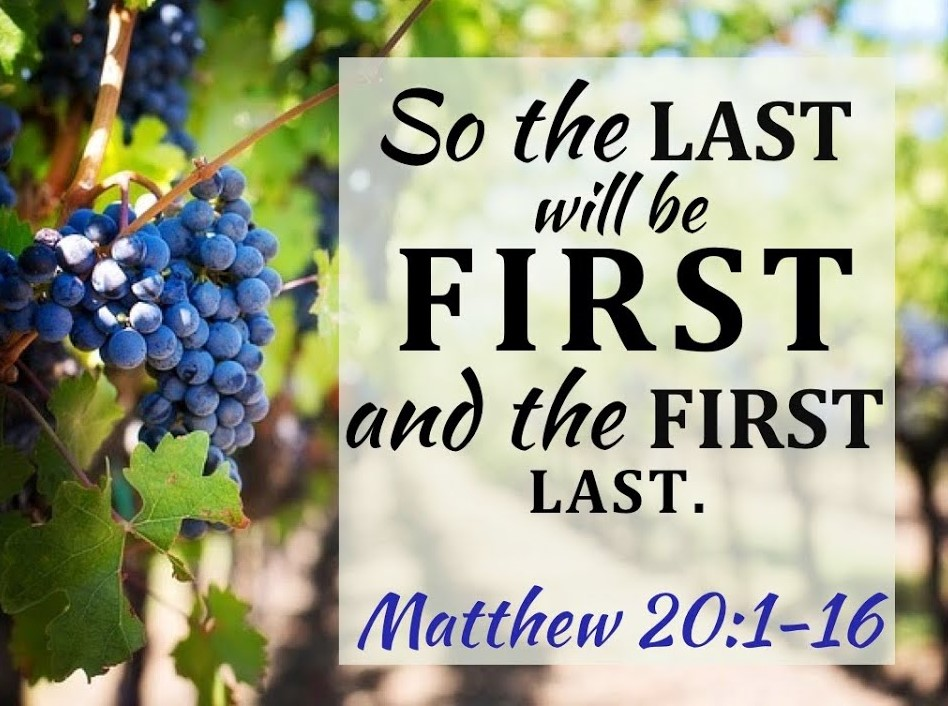 So the LAST
will be
FIRST
and the FIRST
LAST.
Matthew 20:1-16